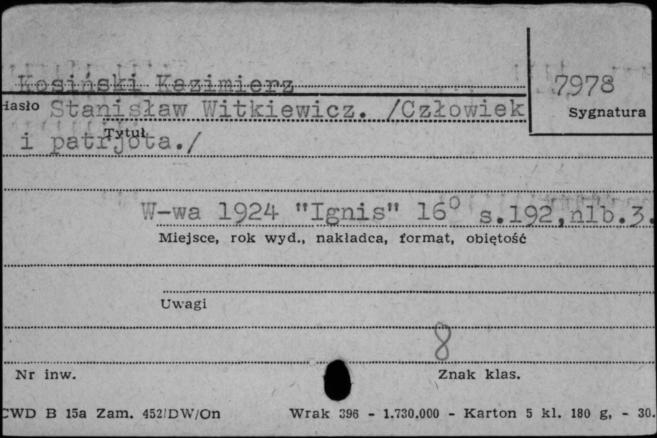 Kosiński Kazimierz
7978
Hasło Stanisław Witkiewicz. /Człowiek
Sygnatura
Tytuł
i patrjota./
W-wa 1924 "Ignis" 16° s.192,nlb.3.
Miejsce, rok wyd., nakładca, format, obiętość
Uwagi
8
Nr inw.
Znak klas.
CWD B 15a Zam. 452/DW/On Wrak 396 - 1.730.000 - Karton 5 kl. 180 g, - 30.